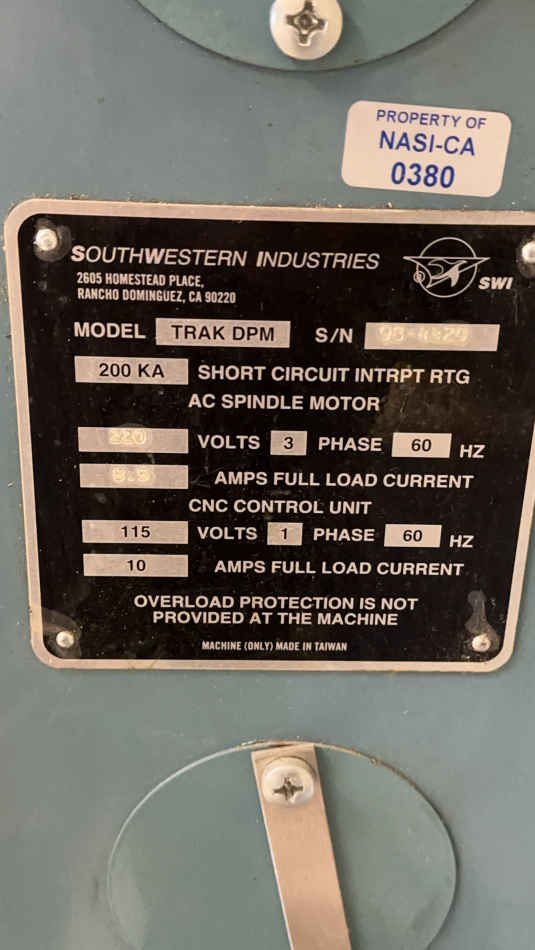 PROPERTY OF
NASI-CA
0380
SOUTHWESTERN INDUSTRIES
2605 HOMESTEAD PLACE,
RANCHO DOMINGUEZ, CA 90220
SWI
MODEL TRAK DPM S/N
200 KA SHORT CIRCUIT INTRPT RTG
AC SPINDLE MOTOR
220 VOLTS 3 PHASE 60 HZ
AMPS FULL LOAD CURRENT
CNC CONTROL UNIT
115 VOLTS 1 PHASE 60 HZ
10 AMPS FULL LOAD CURRENT
OVERLOAD PROTECTION IS NOT
PROVIDED AT THE MACHINE
MACHINE (ONLY) MADE IN TAIWAN